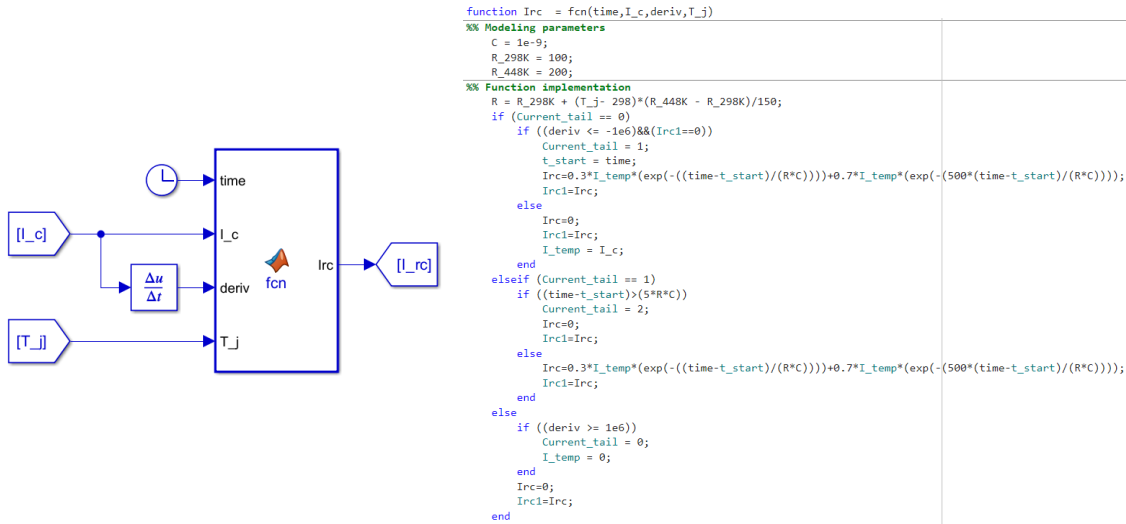 time
[I_c]
I_c
Irc
[I_rc]
fcn
Δu
Δt
deriv
[T_j]
T_j
function Irc  = fcn(time,I_c,deriv,T_j)
%% Modeling parameters
C = 1e-9;
R_298K = 100;
R_448K = 200;
%% Function implementation
R = R_298K + (T_j- 298)*(R_448K - R_298K)/150;
if (Current_tail == 0)
if ((deriv <= -1e6)&&(Irc1==0))
Current_tail = 1;
t_start = time;
Irc=0.3*I_temp*(exp(-((time-t_start)/(R*C))))+0.7*I_temp*(exp(-(500*(time-t_start)/(R*C))));
Irc1=Irc;
else
Irc=0;
Irc1=Irc;
I_temp = I_c;
end
elseif (Current_tail == 1)
if ((time-t_start)>(5*R*C))
Current_tail = 2;
Irc=0;
Irc1=Irc;
else
Irc=0.3*I_temp*(exp(-((time-t_start)/(R*C))))+0.7*I_temp*(exp(-(500*(time-t_start)/(R*C))));
Irc1=Irc;
end
else
if ((deriv >= 1e6))
Current_tail = 0;
I_temp = 0;
end
Irc=0;
Irc1=Irc;
end